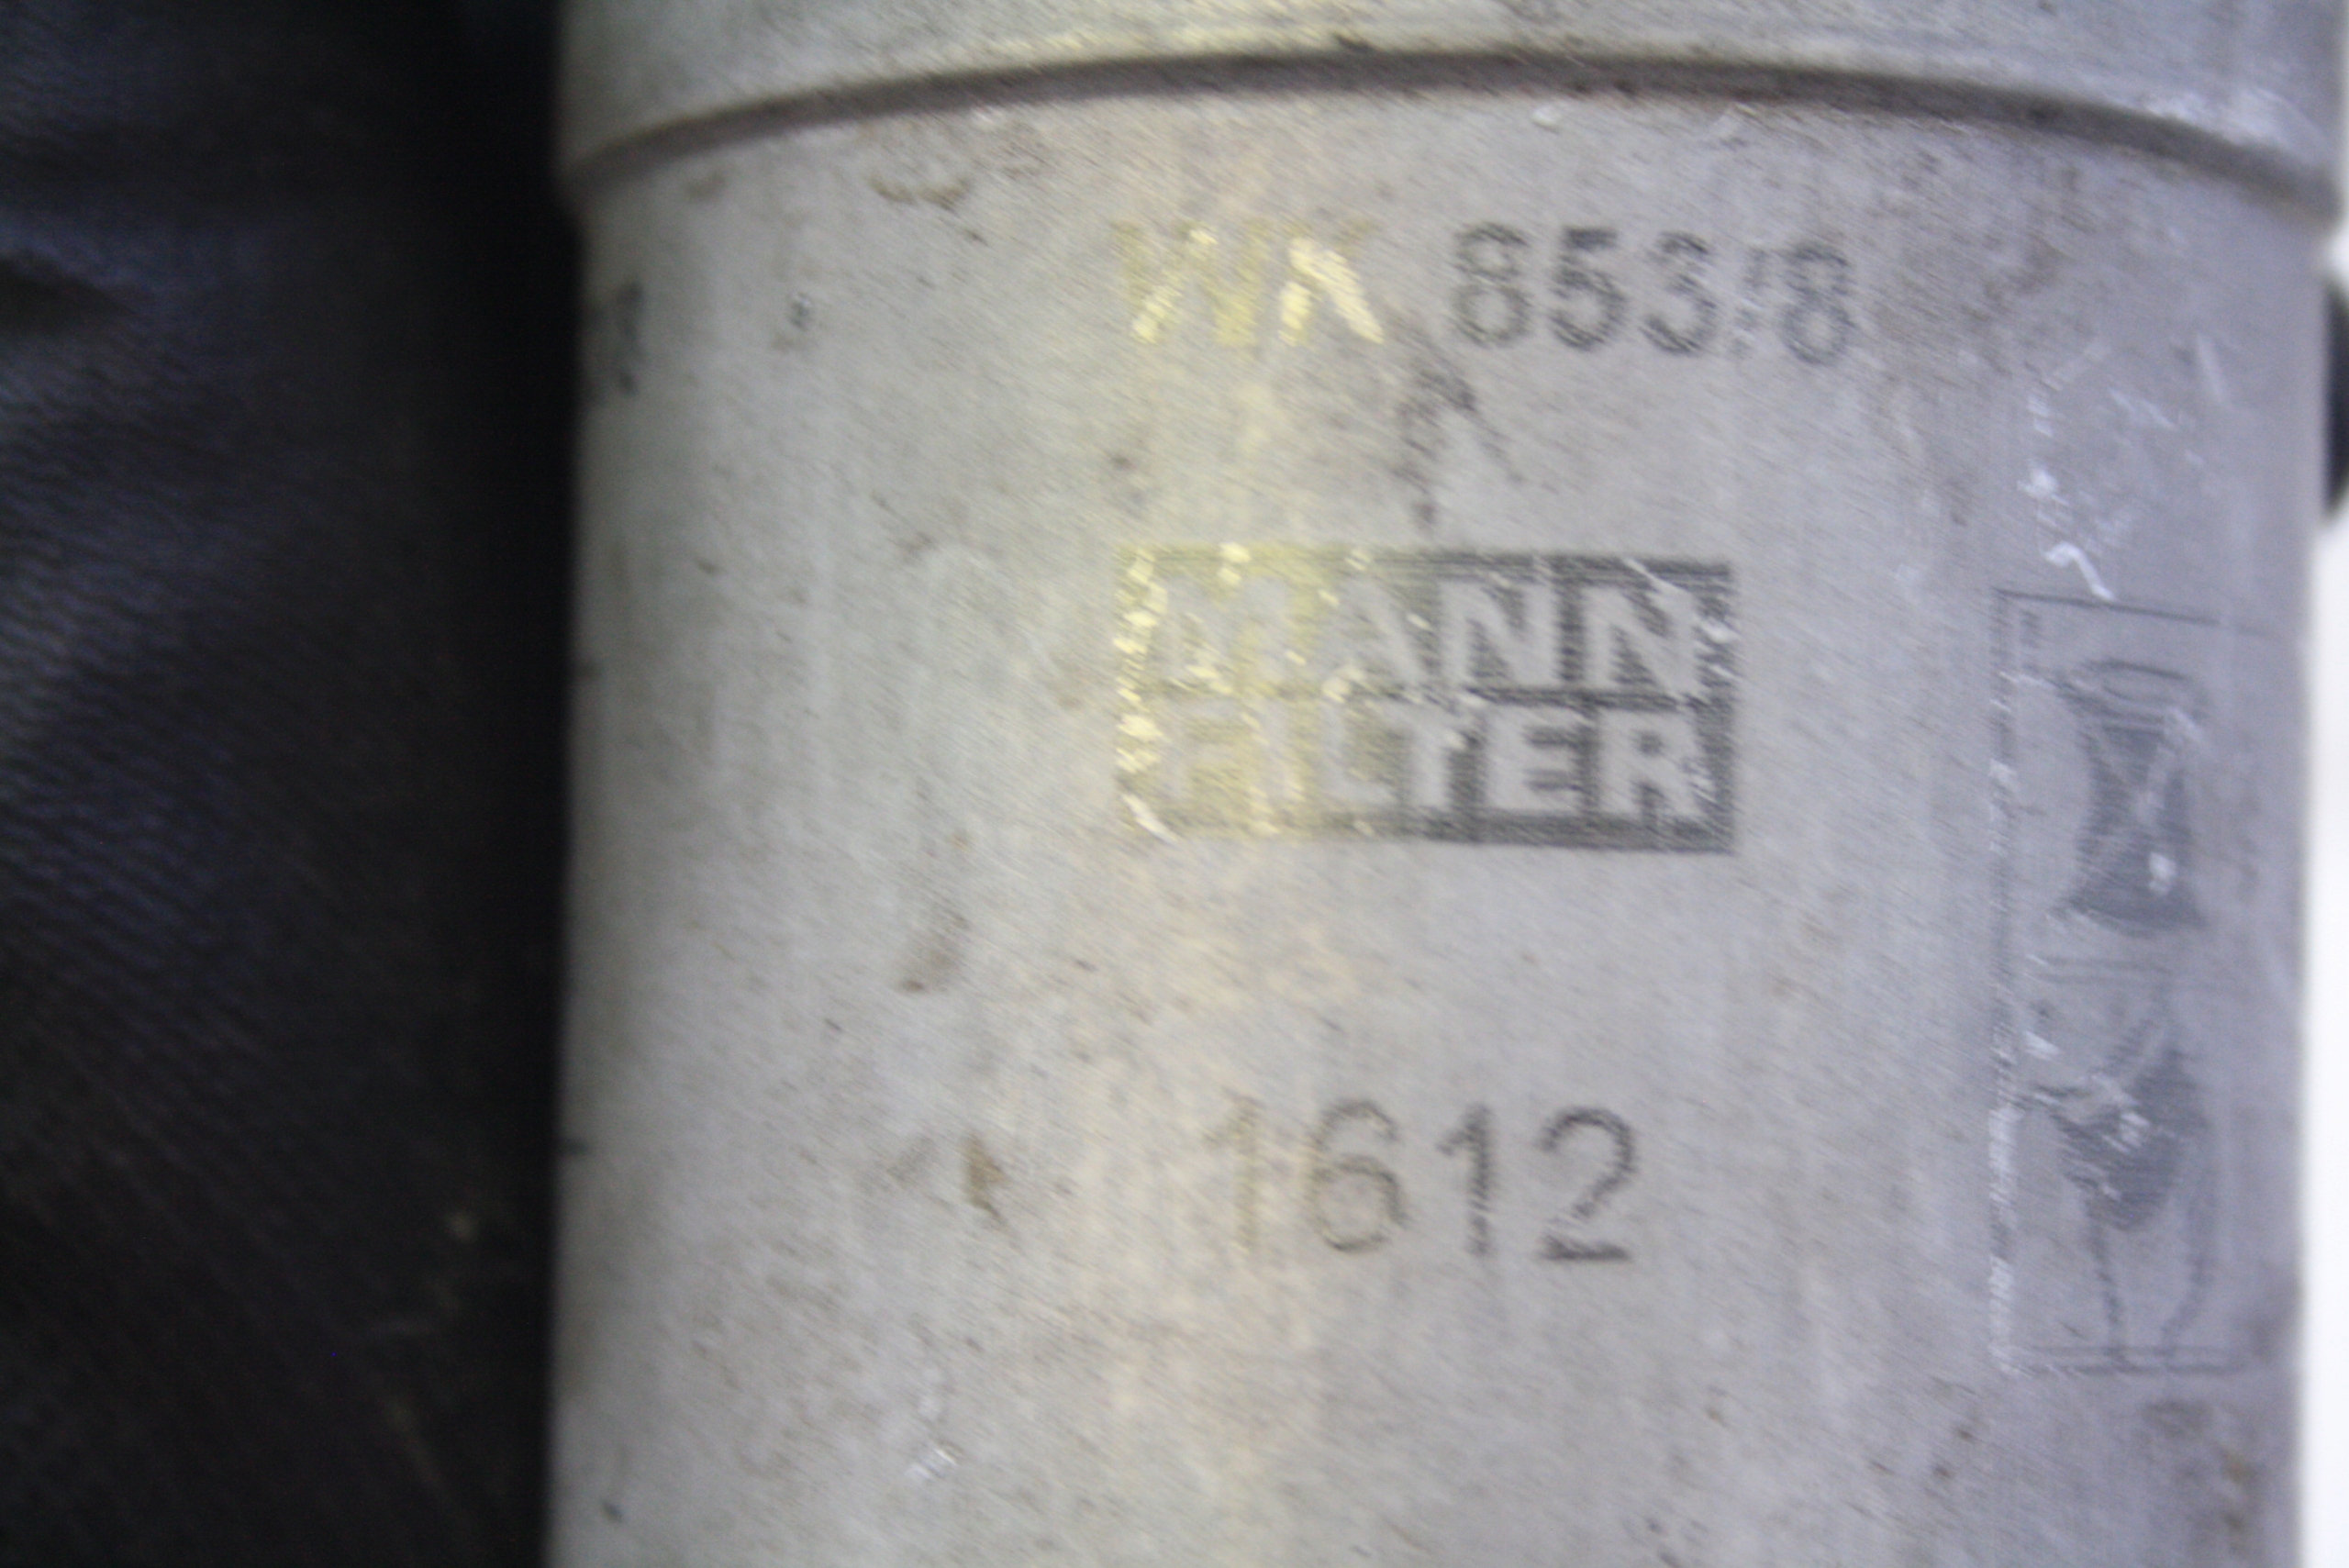 WK 853/8
MANN
FILTER
1612